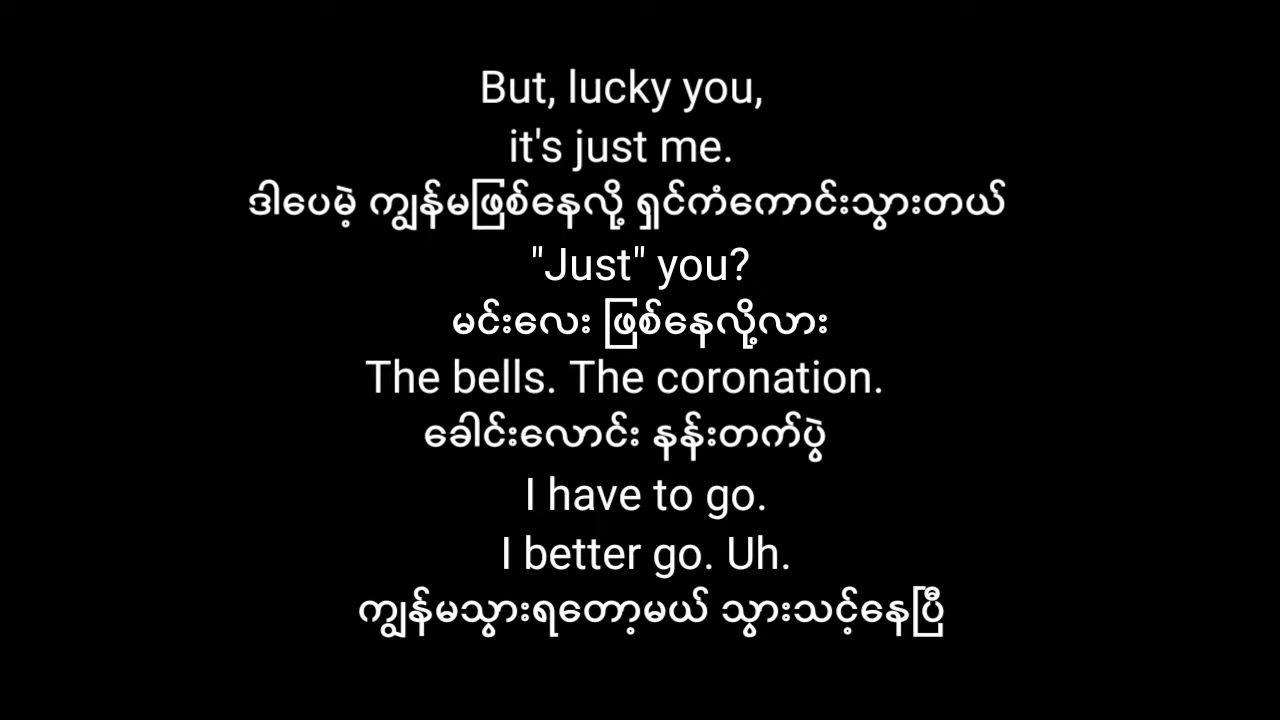 But, lucky you,
it's just me.
ဒါပေမဲ့ ကျွန်မဖြစ်နေလို့ ရှင်ကံကောင်းသွားတယ်
"Just" you?
မင်းလေး ဖြစ်နေလို့လား
The bells. The coronation.
ခေါင်းလောင်း နန်းတက်ပွဲ
I have to go.
I better go. Uh.
ကျွန်မသွားရတော့မယ် သွားသင့်နေပြီ